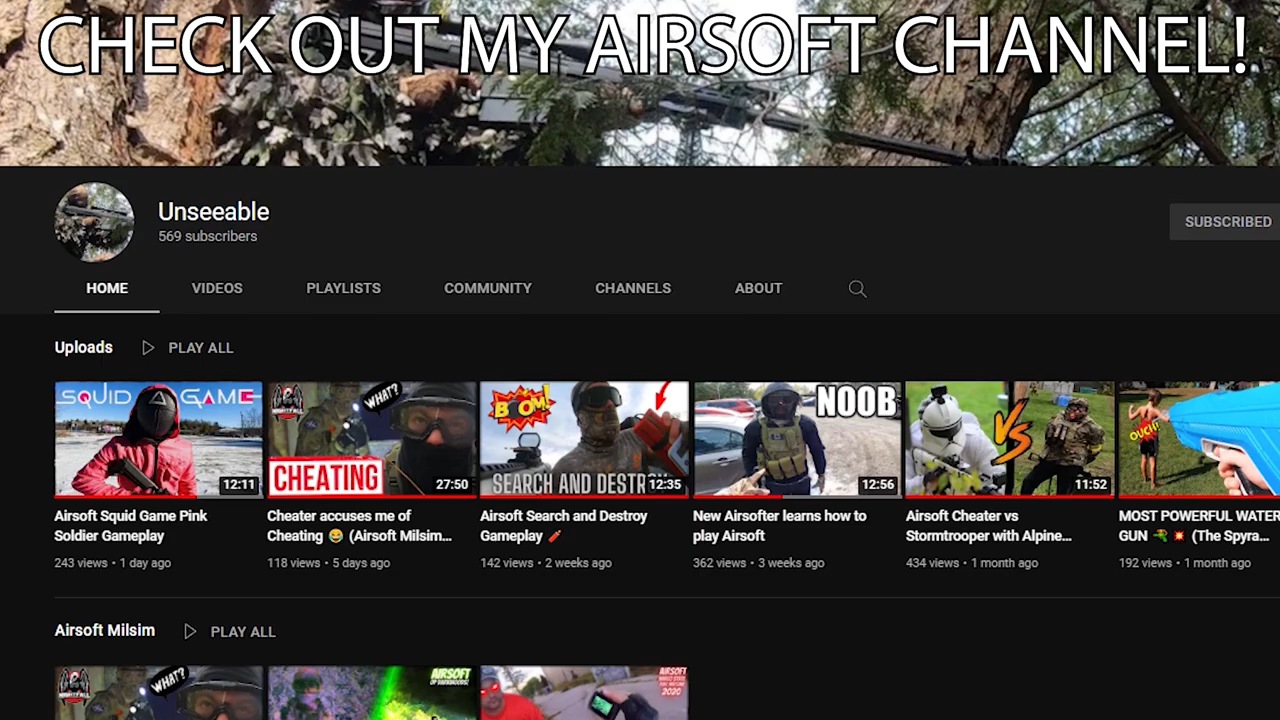 CHECK OUT MY AIRSOFT CHANNEL!
Unseeable
569 subscribers
SUBSCRIBED
HOME VIDEOS PLAYLISTS COMMUNITY CHANNELS ABOUT
Uploads PLAY ALL
SQUID GAME
12:11
WHAT?
CHEATING
27:50
BOOM!
SEARCH AND DESTR
12:35
NOOB
12:56
VS
11:52
OUCH!
Airsoft Squid Game Pink
Soldier Gameplay
243 views • 1 day ago
Cheater accuses me of
Cheating 😂 (Airsoft Milsim...
118 views • 5 days ago
Airsoft Search and Destroy
Gameplay 🧨
142 views • 2 weeks ago
New Airsofter learns how to
play Airsoft
362 views • 3 weeks ago
Airsoft Cheater vs
Stormtrooper with Alpine...
434 views • 1 month ago
MOST POWERFUL WATER
GUN 🔫 💥 (The Spyra...
192 views • 1 month ago
Airsoft Milsim PLAY ALL
WHAT?
AIRSOFT
AIRSOFT
2020